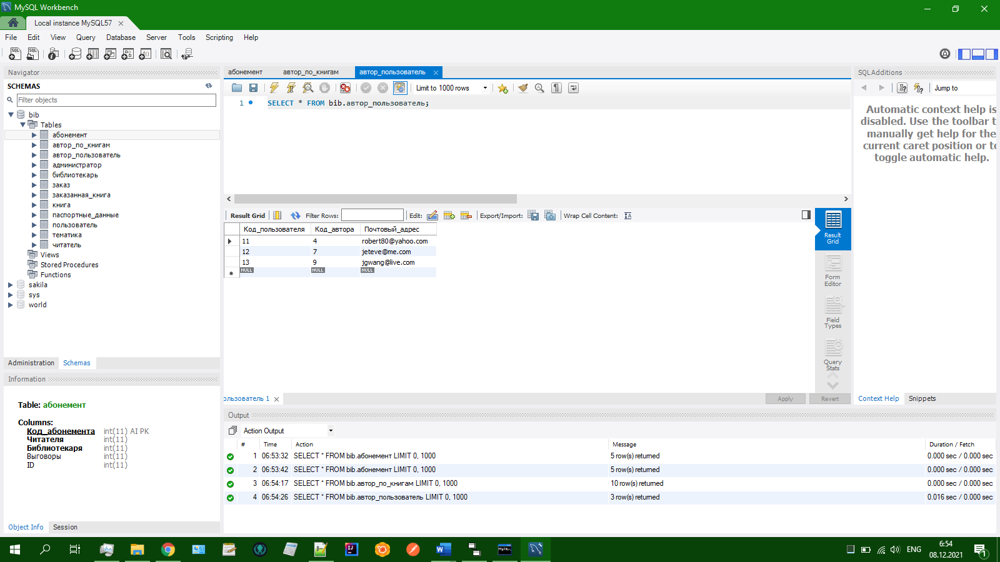 MySQL Workbench
Local instance MySQL57
File Edit View Query Database Server Tools Scripting Help
Navigator
SCHEMAS
Filter objects
bib
Tables
абонемент
автор_по_книгам
автор_пользователь
администратор
библиотекарь
заказ
заказанная_книга
книга
паспортные_данные
пользователь
тематика
читатель
Views
Stored Procedures
Functions
sakila
sys
world
Administration Schemas
Information
Table: абонемент
Columns:
Код_абонемента int(11) AI PK
Читателя int(11)
Библиотекаря int(11)
Выговоры int(11)
ID int(11)
Object Info Session
абонемент автор_по_книгам автор_пользователь
Limit to 1000 rows
1 SELECT * FROM bib.автор_пользователь;
Result Grid Filter Rows: Edit: Export/Import: Wrap Cell Content:
Код_пользователя Код_автора Почтовый_адрес
11 4 robert80@yahoo.com
12 7 jeteve@me.com
13 9 jgwang@live.com
NULL NULL NULL
Result Grid
Form Editor
Field Types
Query Stats
ользователь 1
Apply Revert
SQLAdditions
Jump to
Automatic context help is
disabled. Use the toolbar t
manually get help for the
current caret position or to
toggle automatic help.
Context Help Snippets
Output
Action Output
# Time Action Message Duration / Fetch
1 06:53:32 SELECT * FROM bib.абонемент LIMIT 0, 1000 5 row(s) returned 0.000 sec / 0.000 sec
2 06:53:42 SELECT * FROM bib.абонемент LIMIT 0, 1000 5 row(s) returned 0.000 sec / 0.000 sec
3 06:54:17 SELECT * FROM bib.автор_по_книгам LIMIT 0, 1000 10 row(s) returned 0.000 sec / 0.000 sec
4 06:54:26 SELECT * FROM bib.автор_пользователь LIMIT 0, 1000 3 row(s) returned 0.016 sec / 0.000 sec
ENG
6:54
08.12.2021
1